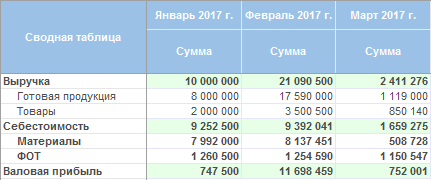 Сводная таблица Январь 2017 г. Февраль 2017 г. Март 2017 г.
Сумма Сумма Сумма
Выручка 10 000 000 21 090 500 2 411 276
Готовая продукция 8 000 000 17 590 000 1 119 000
Товары 2 000 000 3 500 500 850 140
Себестоимость 9 252 500 9 392 041 1 659 275
Материалы 7 992 000 8 137 451 508 728
ФОТ 1 260 500 1 254 590 1 150 547
Валовая прибыль 747 500 11 698 459 752 001